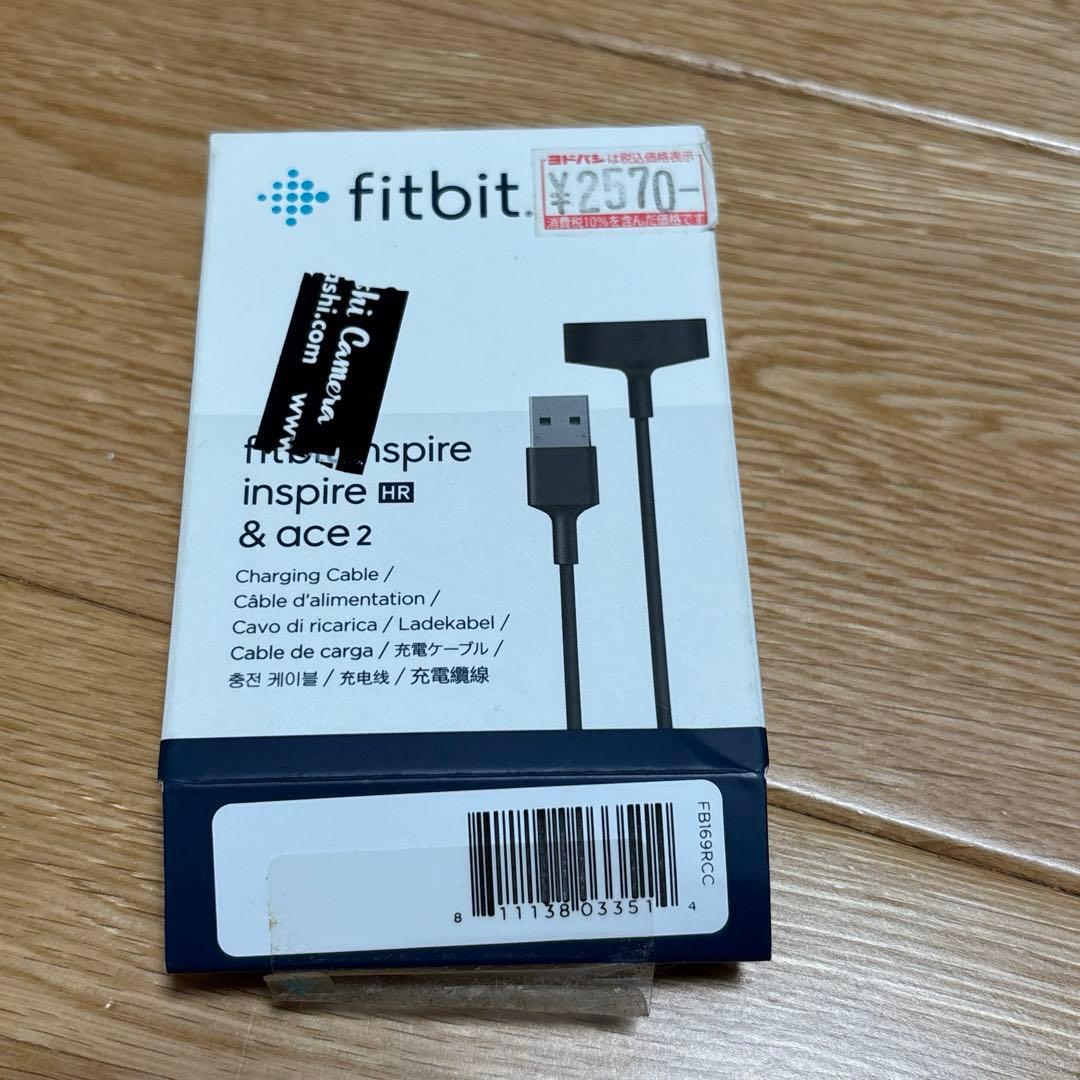 fitbit.
ヨドバシは税込価格表示
¥2570-
消費税10%を含んだ価格です
shi Camera
ashi.com www
fitbit inspire
inspire HR
& ace 2
Charging Cable /
Câble d'alimentation /
Cavo di ricarica / Ladekabel /
Cable de carga / 充電ケーブル /
충전 케이블 / 充电线 / 充電纜線
FB169RCC
8 11138 03351 4